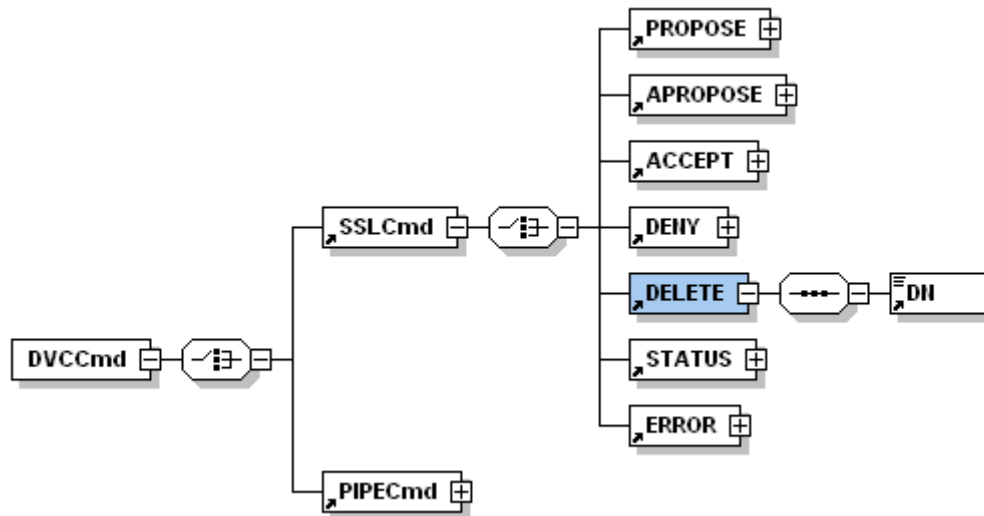 PROPOSE
APROPOSE
ACCEPT
SSLCmd
DENY
DELETE
DN
DVCCmd
STATUS
ERROR
PIPECmd